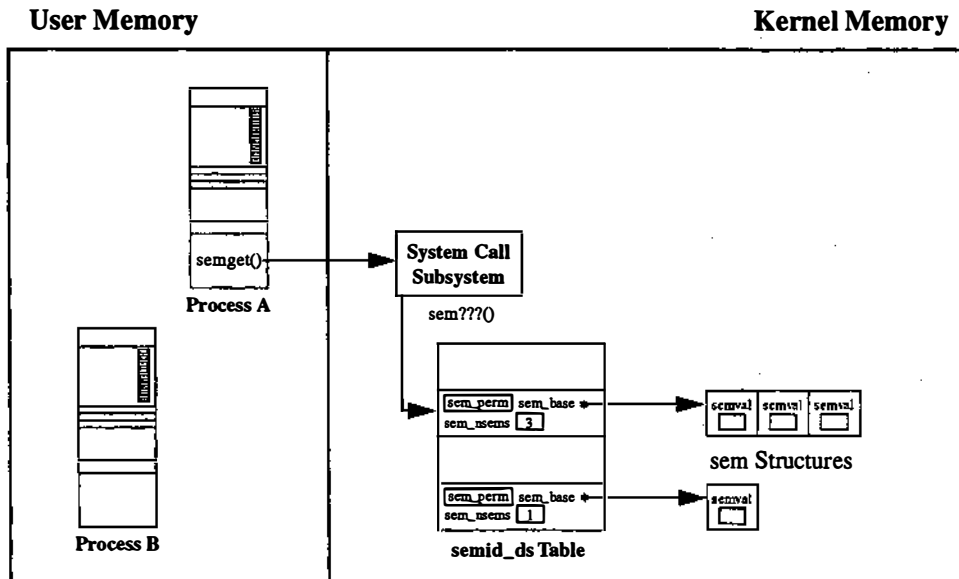 User Memory
Kernel Memory
semget()
Process A
System Call
Subsystem
sem???()
sem_perm sem_base *
sem_nsems 3
semval semval semval
sem Structures
sem_perm sem_base *
sem_nsems 1
semval
semid_ds Table
Process B